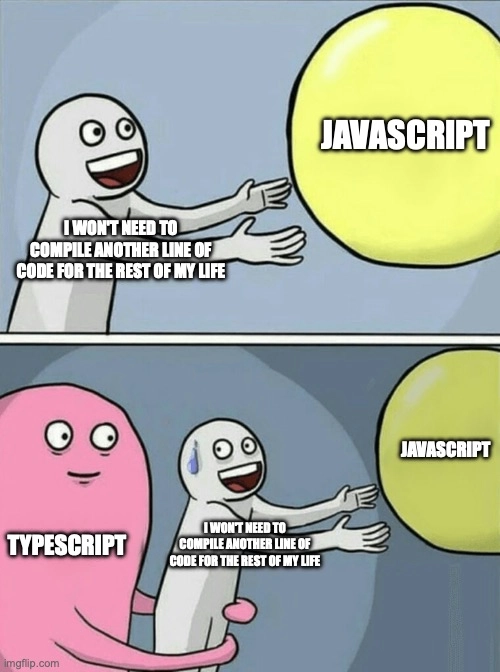 JAVASCRIPT
I WON'T NEED TO
COMPILE ANOTHER LINE OF
CODE FOR THE REST OF MY LIFE
JAVASCRIPT
I WON'T NEED TO
COMPILE ANOTHER LINE OF
CODE FOR THE REST OF MY LIFE
TYPESCRIPT
imgflip.com